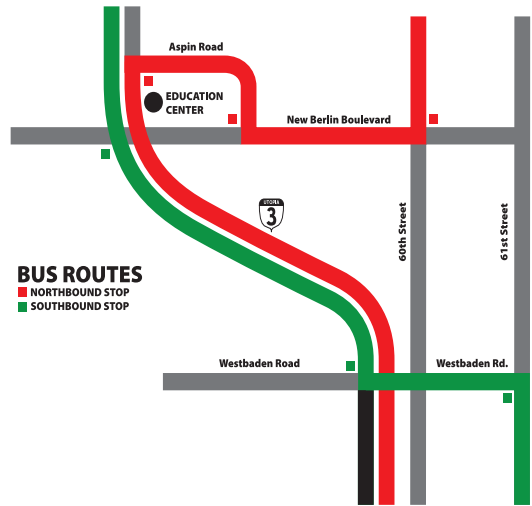 Aspin Road
EDUCATION
CENTER
New Berlin Boulevard
UTOPIA
3
60th Street
61st Street
BUS ROUTES
NORTHBOUND STOP
SOUTHBOUND STOP
Westbaden Road
Westbaden Rd.